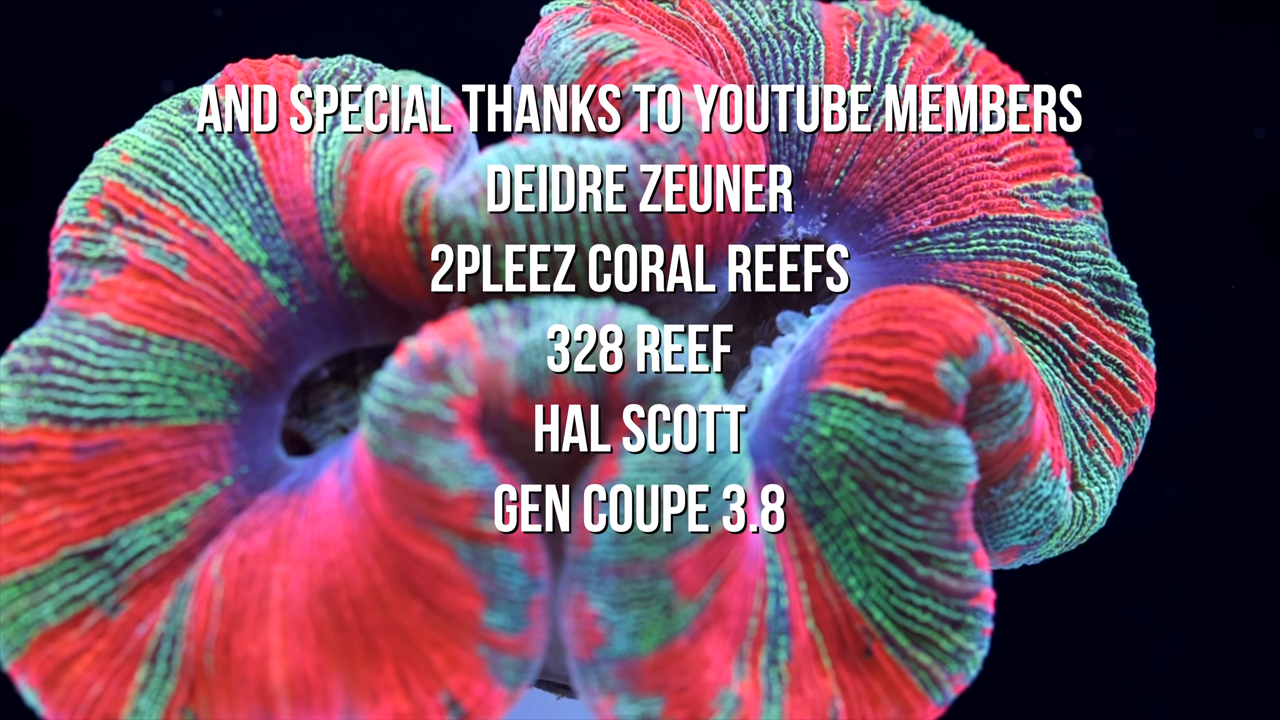 AND SPECIAL THANKS TO YOUTUBE MEMBERS
DEIDRE ZEUNER
2PLEEZ CORAL REEFS
328 REEF
HAL SCOTT
GEN COUPE 3.8